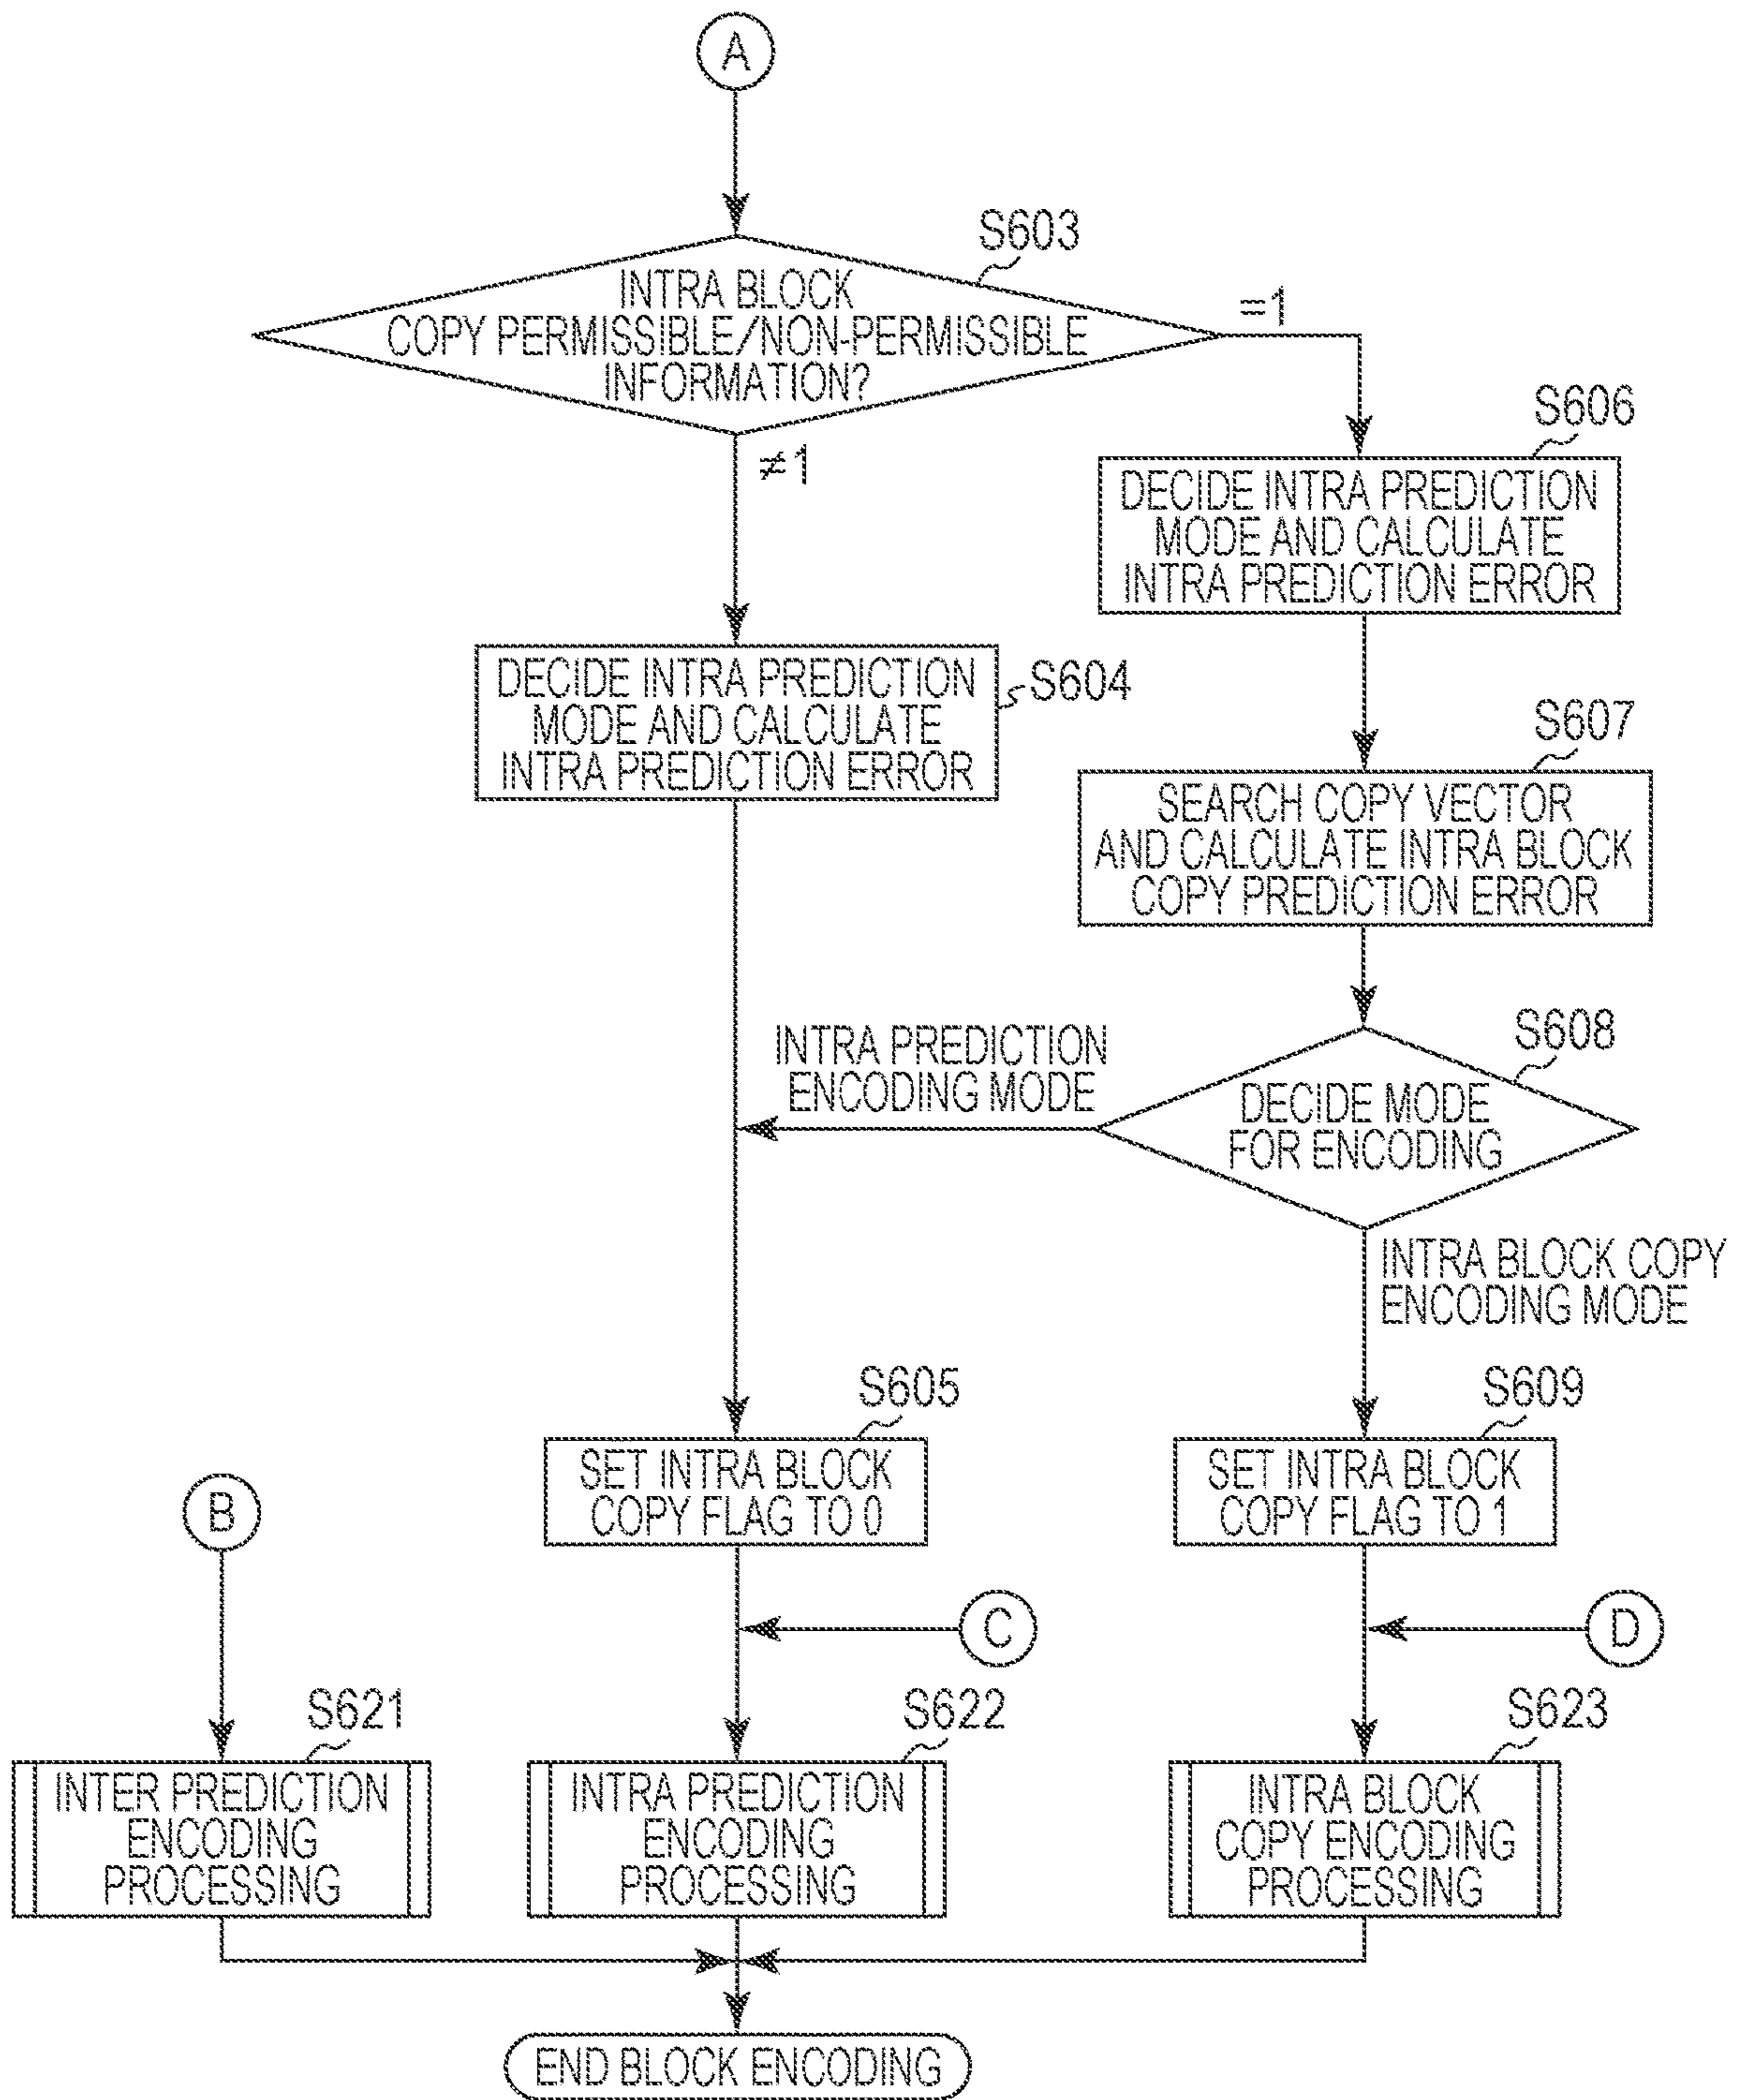 A
S603
INTRA BLOCK
COPY PERMISSIBLE/NON-PERMISSIBLE
INFORMATION?
=1
≠1
S606
DECIDE INTRA PREDICTION
MODE AND CALCULATE
INTRA PREDICTION ERROR
S604
DECIDE INTRA PREDICTION
MODE AND CALCULATE
INTRA PREDICTION ERROR
S607
SEARCH COPY VECTOR
AND CALCULATE INTRA BLOCK
COPY PREDICTION ERROR
S608
DECIDE MODE
FOR ENCODING
INTRA PREDICTION
ENCODING MODE
INTRA BLOCK COPY
ENCODING MODE
S605
SET INTRA BLOCK
COPY FLAG TO 0
S609
SET INTRA BLOCK
COPY FLAG TO 1
B
C
D
S621
INTER PREDICTION
ENCODING
PROCESSING
S622
INTRA PREDICTION
ENCODING
PROCESSING
S623
INTRA BLOCK
COPY ENCODING
PROCESSING
END BLOCK ENCODING